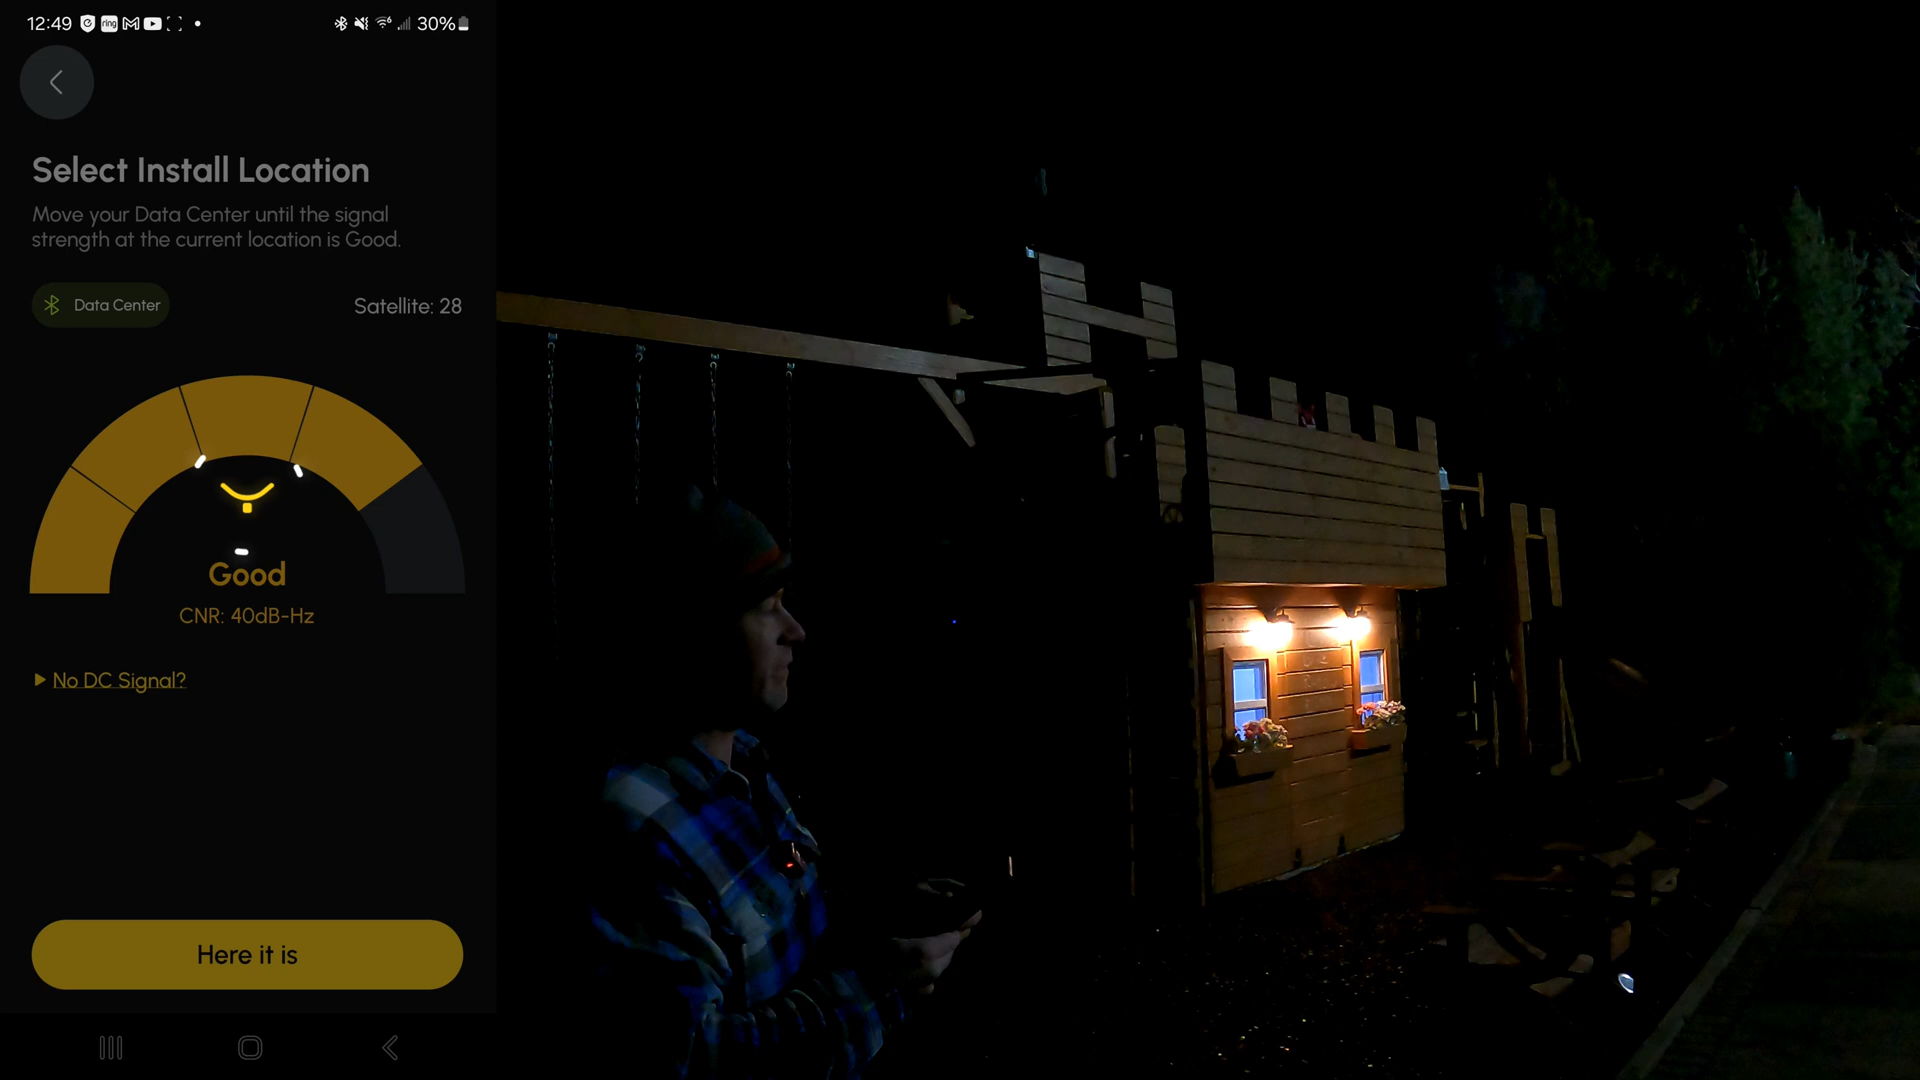 12:49 ring 30%
Select Install Location
Move your Data Center until the signal
strength at the current location is Good.
Data Center Satellite: 28
Good
CNR: 40dB-Hz
No DC Signal?
Here it is